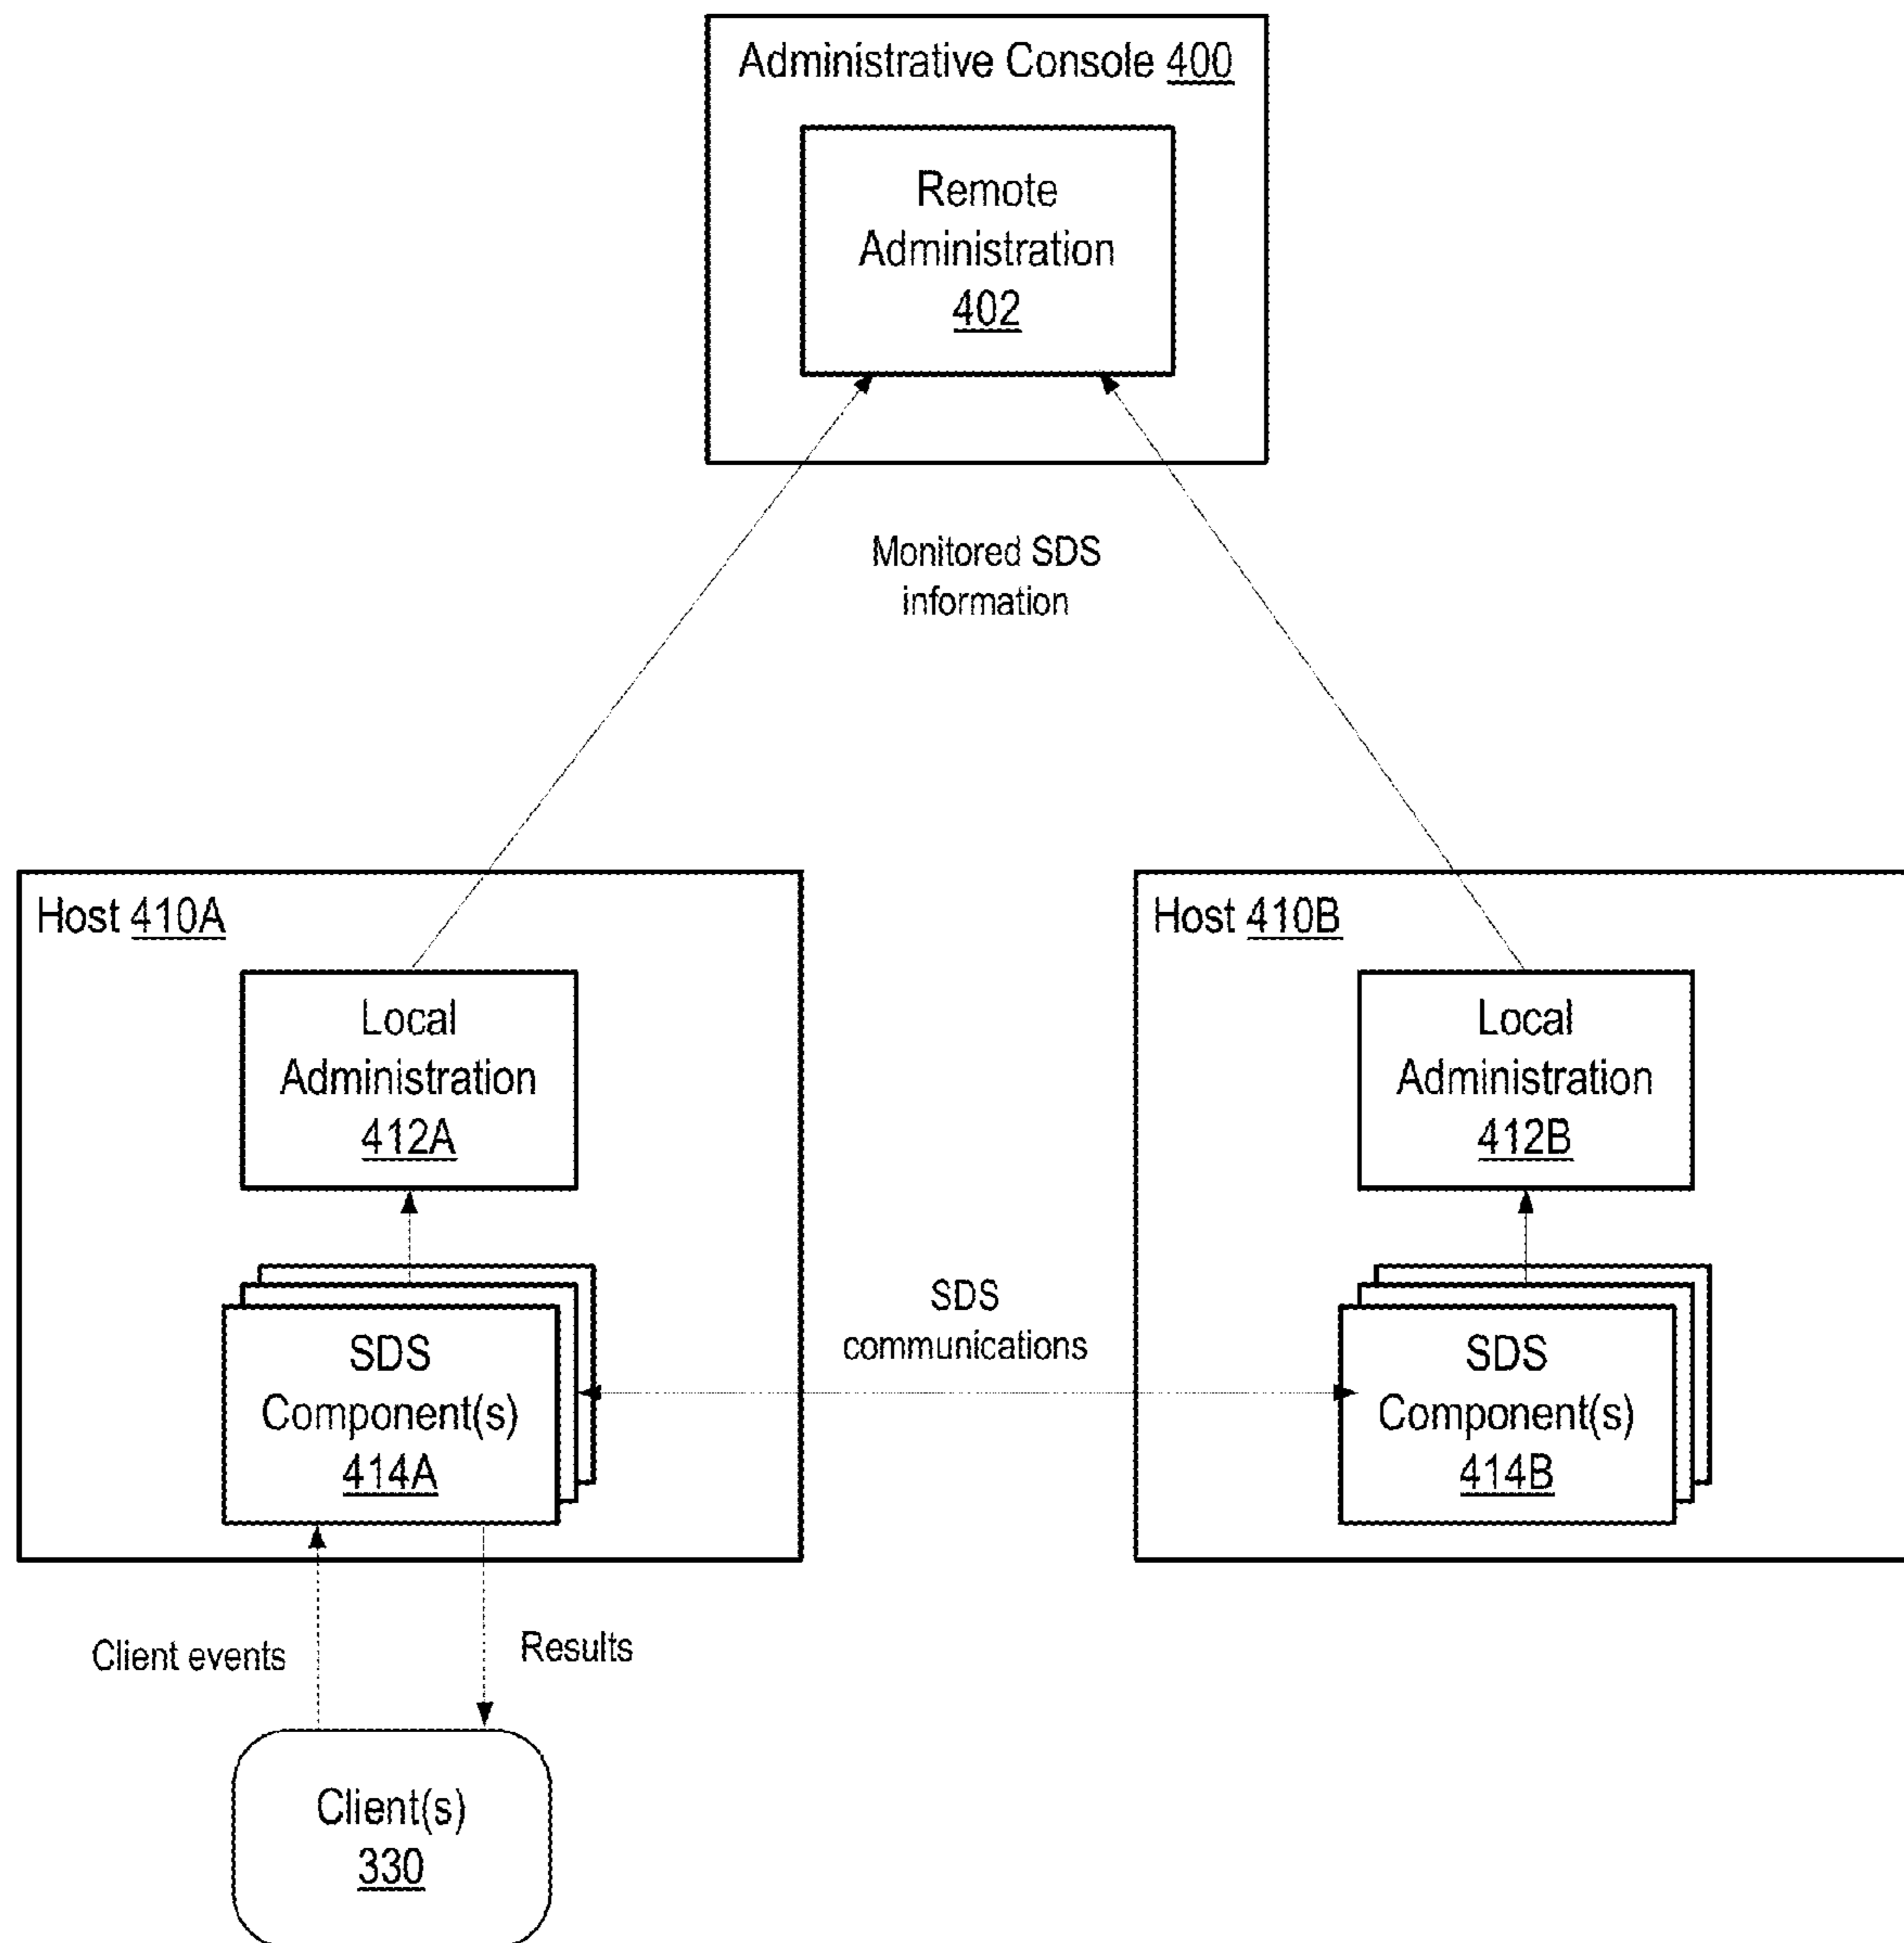 Administrative Console 400
Remote
Administration
402
Monitored SDS
information
Host 410A
Local
Administration
412A
SDS
Component(s)
414A
SDS
communications
Host 410B
Local
Administration
412B
SDS
Component(s)
414B
Client events
Results
Client(s)
330